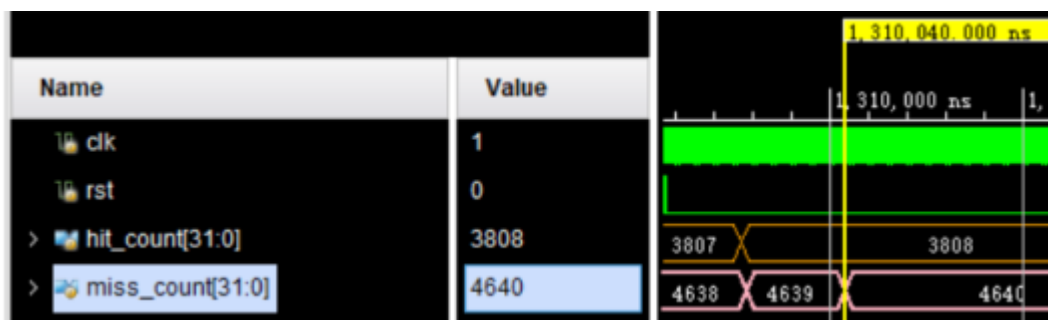 1,310,040.000 ns
Name Value
1,310,000 ns 1,
clk 1
rst 0
hit_count[31:0] 3808 3807 3808
miss_count[31:0] 4640 4638 4639 4640